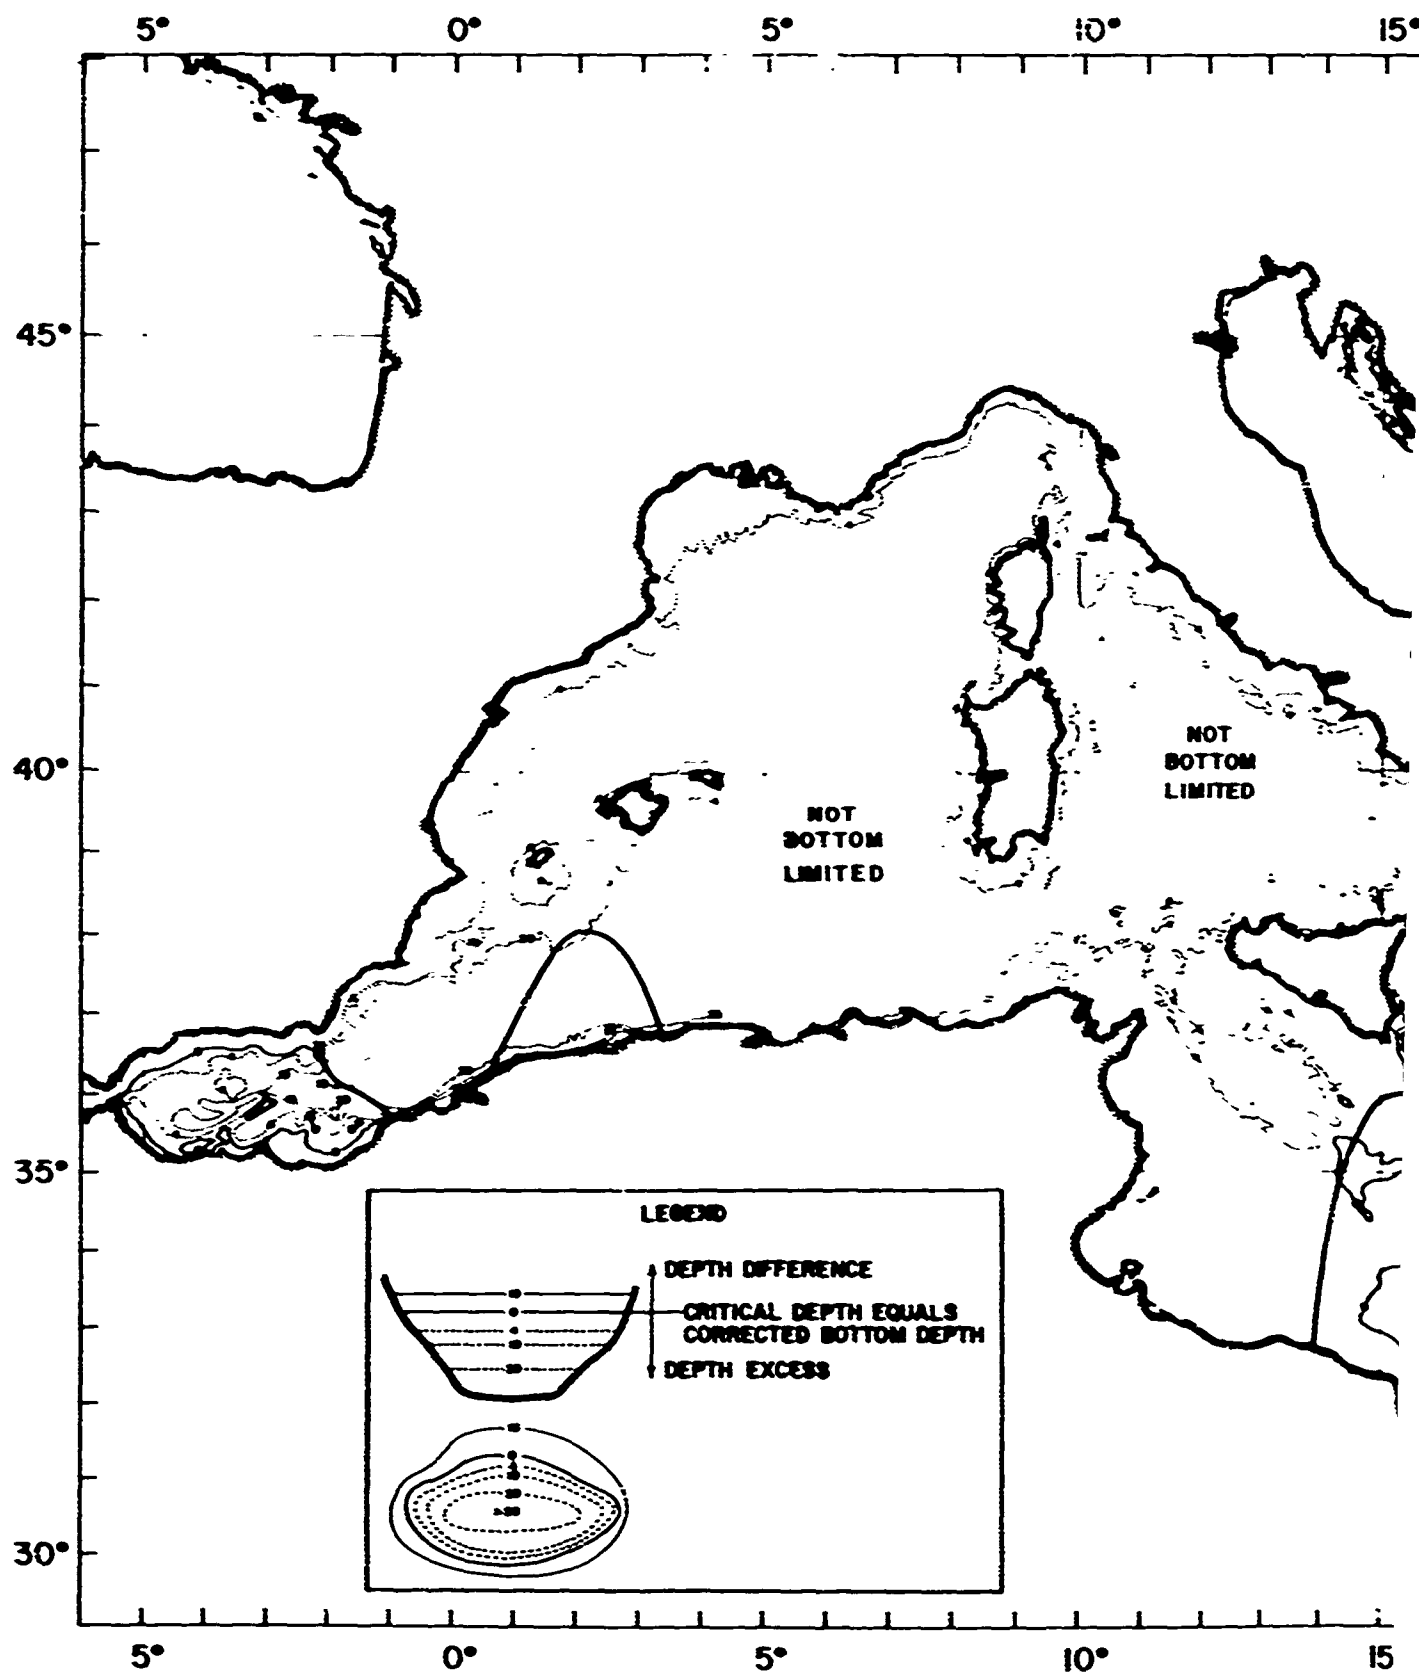 5° 0° 5° 10° 15°
45°
40°
35°
30°
NOT
BOTTOM
LIMITED
NOT
BOTTOM
LIMITED
LEGEND
DEPTH DIFFERENCE
CRITICAL DEPTH EQUALS
CORRECTED BOTTOM DEPTH
DEPTH EXCESS
5° 0° 5° 10° 15